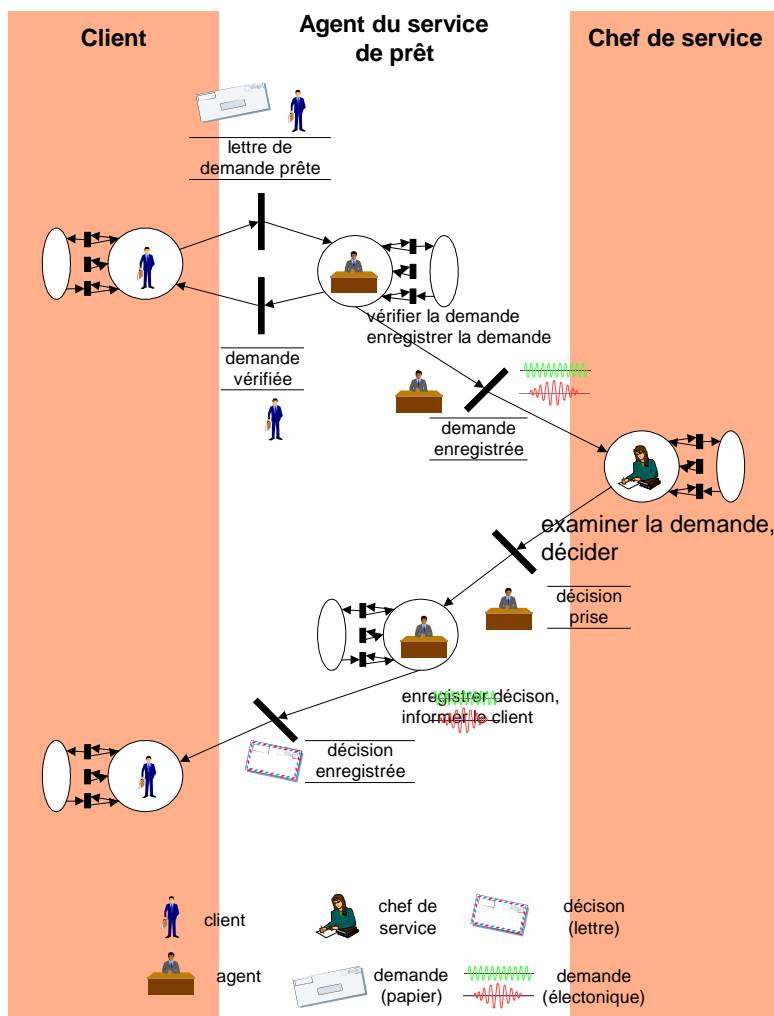 Client
Agent du service
de prêt
Chef de service
lettre de
demande prête
vérifier la demande
enregistrer la demande
demande
vérifiée
demande
enregistrée
examiner la demande,
décider
décision
prise
enregistrer décison,
informer le client
décision
enregistrée
client
chef de
service
décison
(lettre)
agent
demande
(papier)
demande
(électonique)